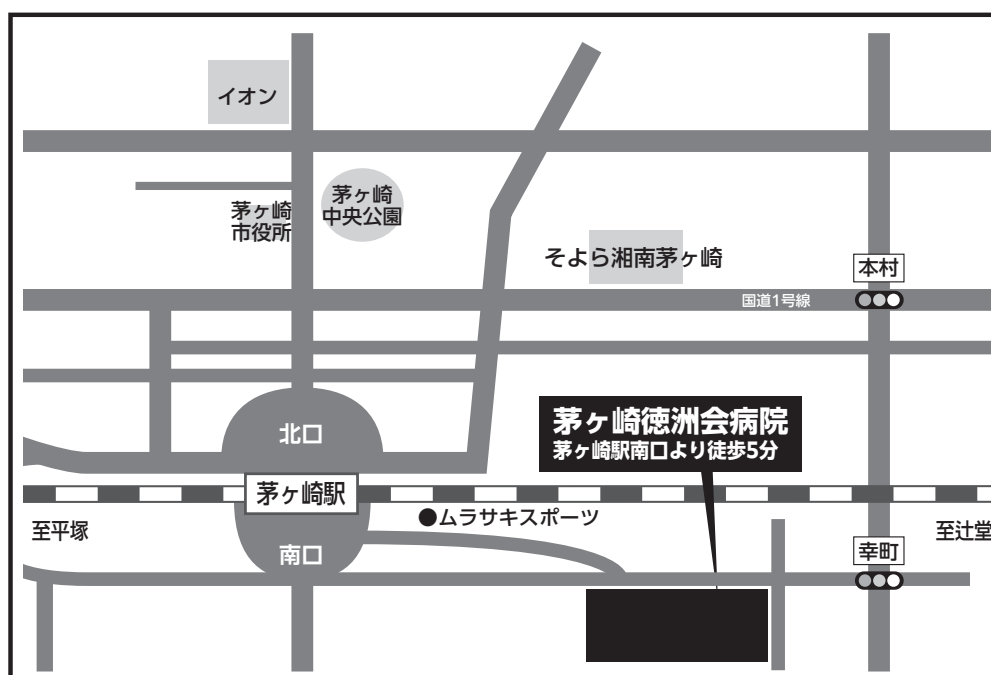 イオン
茅ヶ崎
中央公園
茅ヶ崎
市役所
そよら湘南茅ヶ崎
本村
国道1号線
茅ヶ崎徳洲会病院
茅ヶ崎駅南口より徒歩5分
北口
茅ヶ崎駅
●ムラサキスポーツ
至平塚
至辻堂
南口
幸町